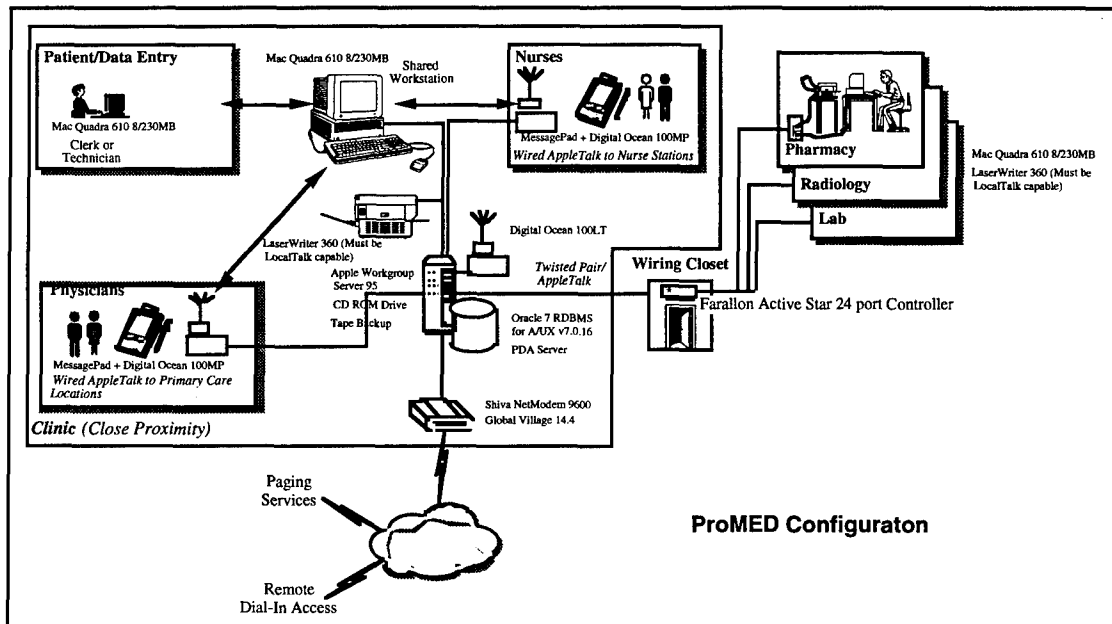 Patient/Data Entry
Mac Quadra 610 8/230MB
Clerk or
Technician
Mac Quadra 610 8/230MB
Shared
Workstation
Nurses
MessagePad + Digital Ocean 100MP
Wired AppleTalk to Nurse Stations
Pharmacy
Radiology
Lab
Mac Quadra 610 8/230MB
LaserWriter 360 (Must be
LocalTalk capable)
LaserWriter 360 (Must be
LocalTalk capable)
Digital Ocean 100LT
Apple Workgroup
Server 95
CD ROM Drive
Tape Backup
Twisted Pair/
AppleTalk
Wiring Closet
Farallon Active Star 24 port Controller
Oracle 7 RDBMS
for A/UX v7.0.16
PDA Server
Physicians
MessagePad + Digital Ocean 100MP
Wired AppleTalk to Primary Care
Locations
Clinic (Close Proximity)
Shiva NetModem 9600
Global Village 14.4
Paging
Services
Remote
Dial-In Access
ProMED Configuraton